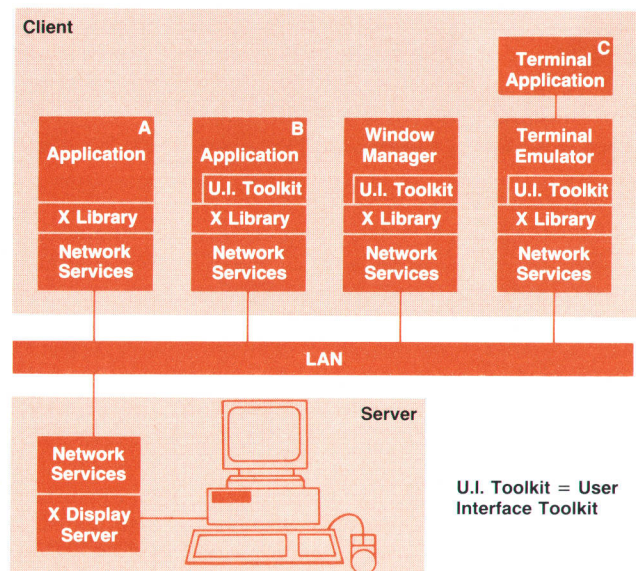 Client
A
Application
X Library
Network
Services
B
Application
U.I. Toolkit
X Library
Network
Services
Window
Manager
U.I. Toolkit
X Library
Network
Services
C
Terminal
Application
Terminal
Emulator
U.I. Toolkit
X Library
Network
Services
LAN
Server
Network
Services
X Display
Server
U.I. Toolkit = User
Interface Toolkit